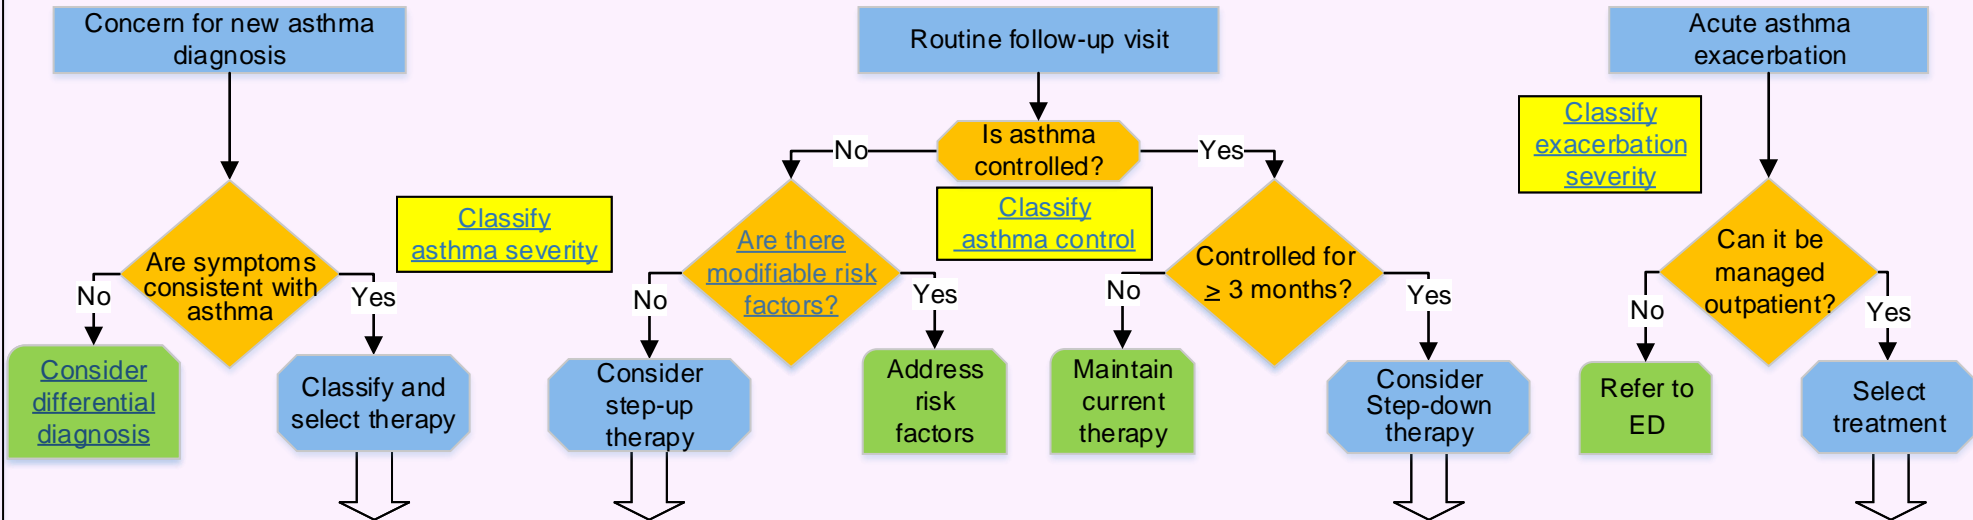 Concern for new asthma
diagnosis
Routine follow-up visit
Acute asthma
exacerbation
Classify
exacerbation
severity
Is asthma
controlled?
No
Yes
Classify
asthma severity
Classify
asthma control
Are symptoms
consistent with
asthma
No
Yes
Are there
modifiable risk
factors?
No
Yes
Controlled for
≥ 3 months?
No
Yes
Can it be
managed
outpatient?
No
Yes
Consider
differential
diagnosis
Classify and
select therapy
Consider
step-up
therapy
Address
risk
factors
Maintain
current
therapy
Consider
Step-down
therapy
Refer to
ED
Select
treatment